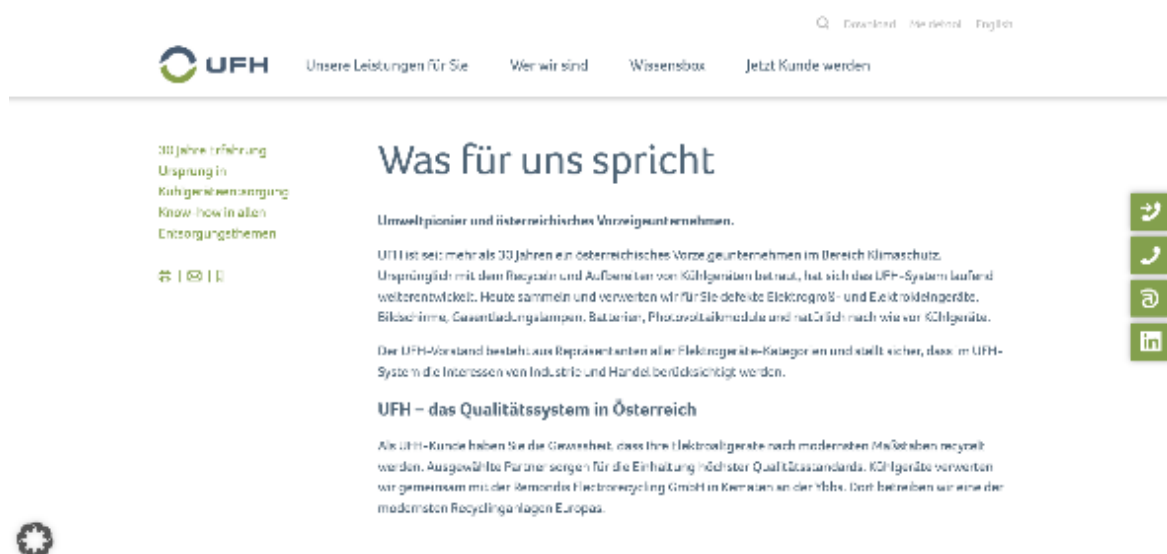 Download Meldetool English
UFH
Unsere Leistungen für Sie Wer wir sind Wissensbox Jetzt Kunde werden
30 Jahre Erfahrung
Ursprung in
Kühlgeräteentsorgung
Know-how in allen
Entsorgungsthemen
Was für uns spricht
Umweltpionier und österreichisches Vorzeigeunternehmen.
UFH ist seit mehr als 30 Jahren ein österreichisches Vorzeigeunternehmen im Bereich Klimaschutz.
Ursprünglich mit dem Recyceln und Aufbereiten von Kühlgeräten betraut, hat sich das UFH-System laufend
weiterentwickelt. Heute sammeln und verwerten wir für Sie defekte Elektrogroß- und Elektrokleingeräte,
Bildschirme, Gasentladungslampen, Batterien, Photovoltaikmodule und natürlich nach wie vor Kühlgeräte.
Der UFH-Vorstand besteht aus Repräsentanten aller Elektrogeräte-Kategorien und stellt sicher, dass im UFH-
System die Interessen von Industrie und Handel berücksichtigt werden.
UFH – das Qualitätssystem in Österreich
Als UFH-Kunde haben Sie die Gewissheit, dass Ihre Elektroaltgeräte nach modernsten Maßstäben recycelt
werden. Ausgewählte Partner sorgen für die Einhaltung höchster Qualitätsstandards. Kühlgeräte verwerten
wir gemeinsam mit der Remondis Electrorecycling GmbH in Kematen an der Ybbs. Dort betreiben wir eine der
modernsten Recyclinganlagen Europas.